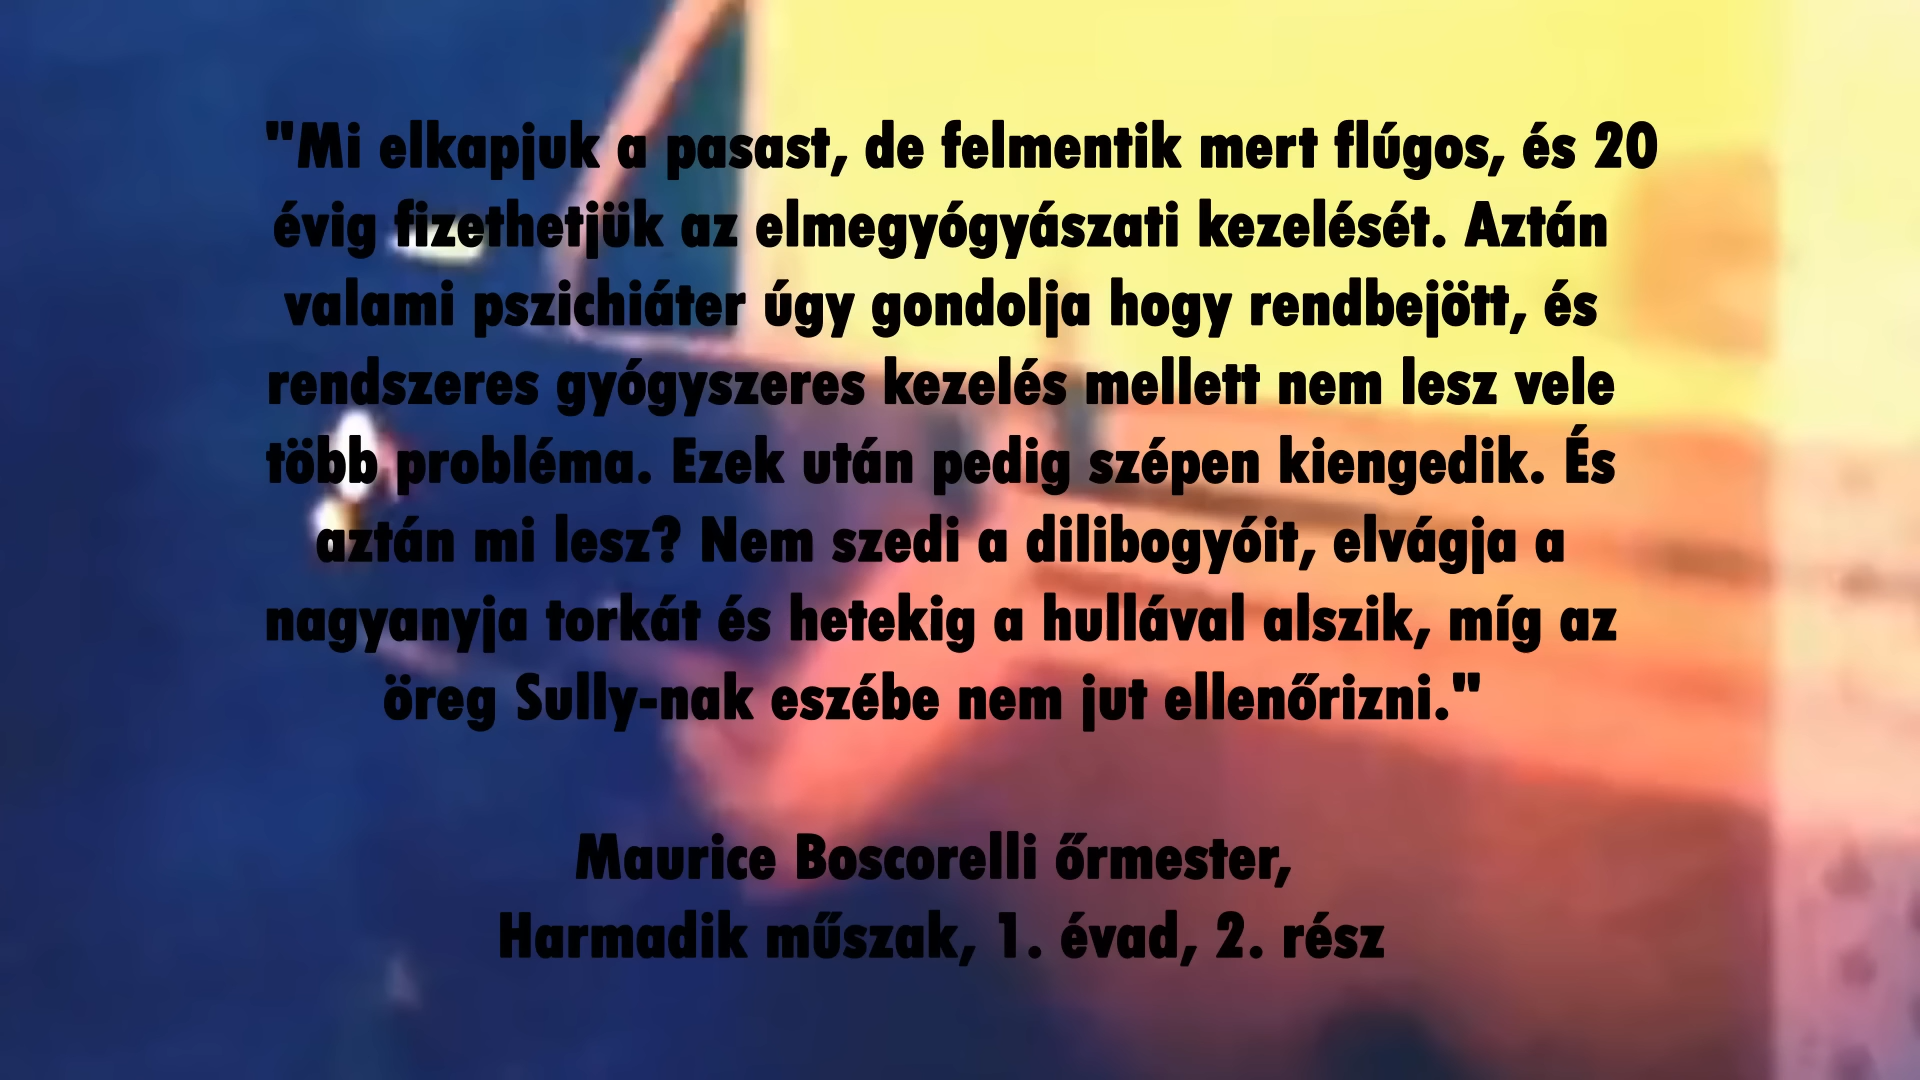 "Mi elkapjuk a pasast, de felmentik mert flúgos, és 20
évig fizethetjük az elmegyógyászati kezelését. Aztán
valami pszichiáter úgy gondolja hogy rendbejött, és
rendszeres gyógyszeres kezelés mellett nem lesz vele
több probléma. Ezek után pedig szépen kiengedik. És
aztán mi lesz? Nem szedi a dilibogyóit, elvágja a
nagyanyja torkát és hetekig a hullával alszik, míg az
öreg Sully-nak eszébe nem jut ellenőrizni."
Maurice Boscorelli őrmester,
Harmadik műszak, 1. évad, 2. rész